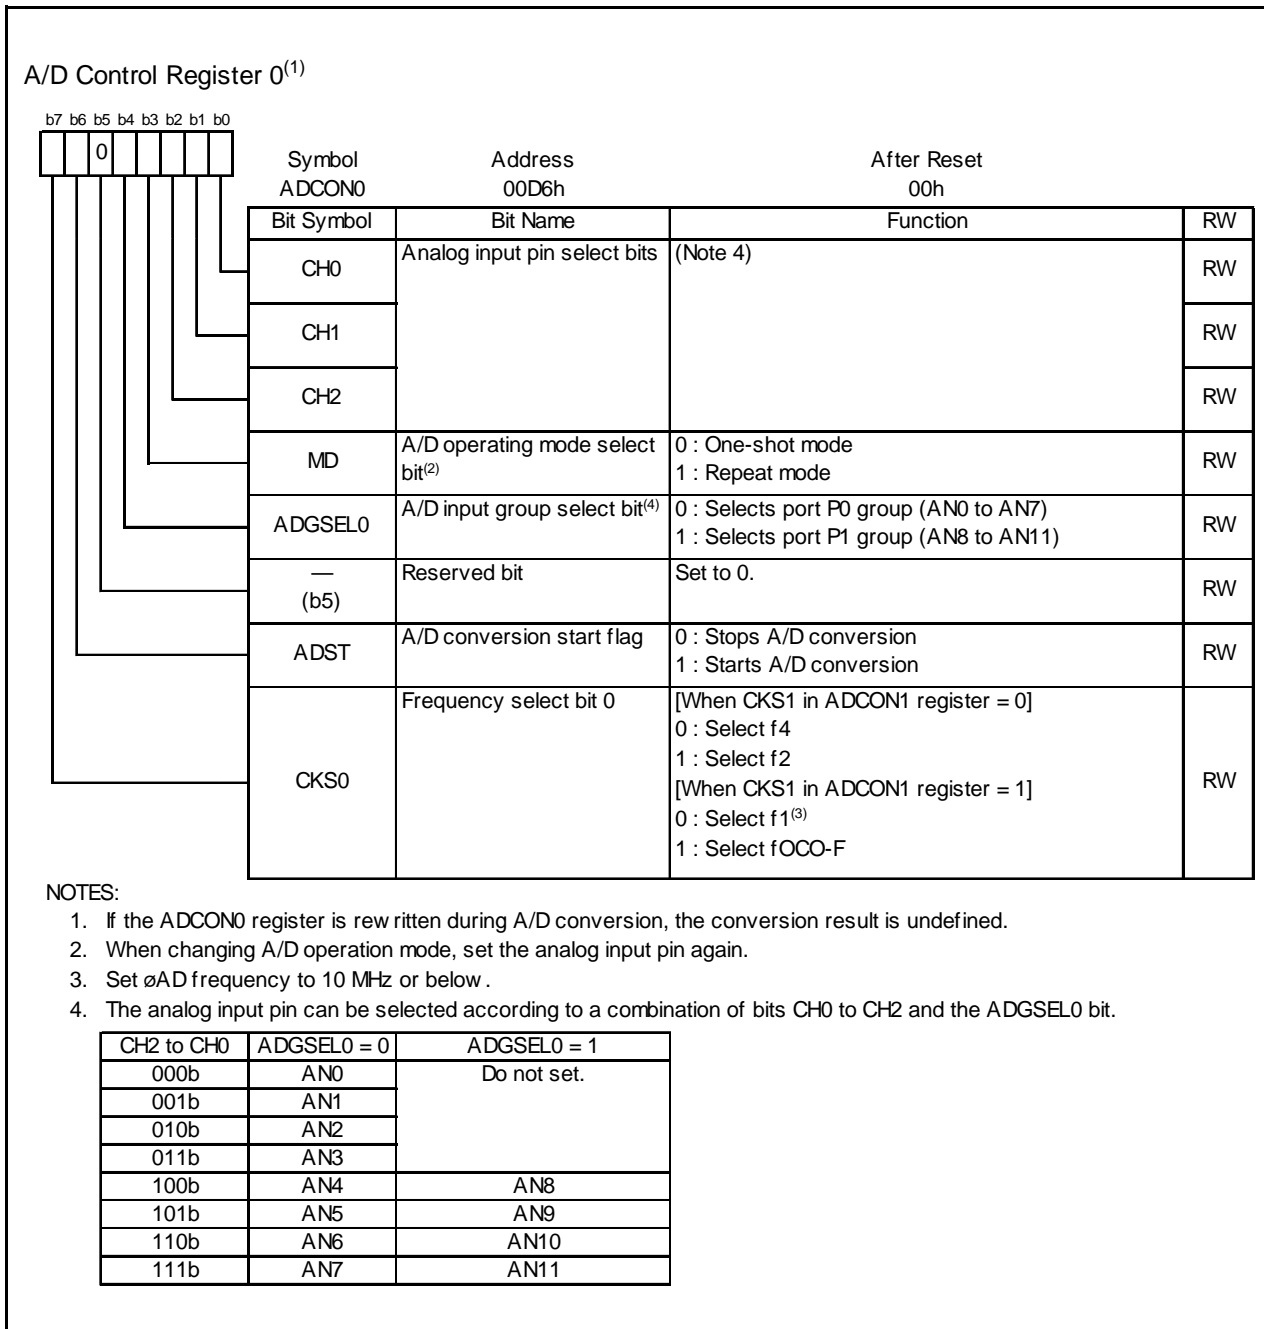 A/D Control Register 0(1)
b7 b6 b5 b4 b3 b2 b1 b0
0
Symbol Address After Reset
ADCON0 00D6h 00h
Bit Symbol Bit Name Function RW
CH0 Analog input pin select bits (Note 4) RW
CH1 RW
CH2 RW
MD A/D operating mode select bit(2) 0 : One-shot mode RW
1 : Repeat mode
ADGSEL0 A/D input group select bit(4) 0 : Selects port P0 group (AN0 to AN7) RW
1 : Selects port P1 group (AN8 to AN11)
— Reserved bit Set to 0. RW
(b5)
ADST A/D conversion start flag 0 : Stops A/D conversion RW
1 : Starts A/D conversion
CKS0 Frequency select bit 0 [When CKS1 in ADCON1 register = 0] RW
0 : Select f4
1 : Select f2
[When CKS1 in ADCON1 register = 1]
0 : Select f1(3)
1 : Select fOCO-F
NOTES:
1. If the ADCON0 register is rewritten during A/D conversion, the conversion result is undefined.
2. When changing A/D operation mode, set the analog input pin again.
3. Set øAD frequency to 10 MHz or below.
4. The analog input pin can be selected according to a combination of bits CH0 to CH2 and the ADGSEL0 bit.
CH2 to CH0 ADGSEL0 = 0 ADGSEL0 = 1
000b AN0 Do not set.
001b AN1
010b AN2
011b AN3
100b AN4 AN8
101b AN5 AN9
110b AN6 AN10
111b AN7 AN11